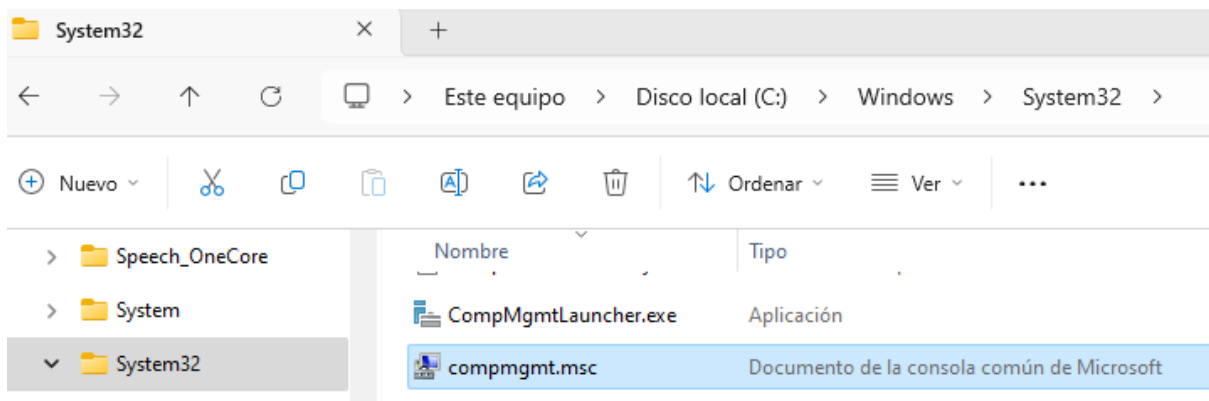 System32
Este equipo > Disco local (C:) > Windows > System32 >
Nuevo Ordenar Ver
Speech_OneCore
System
System32
Nombre Tipo
CompMgmtLauncher.exe Aplicación
compmgmt.msc Documento de la consola común de Microsoft